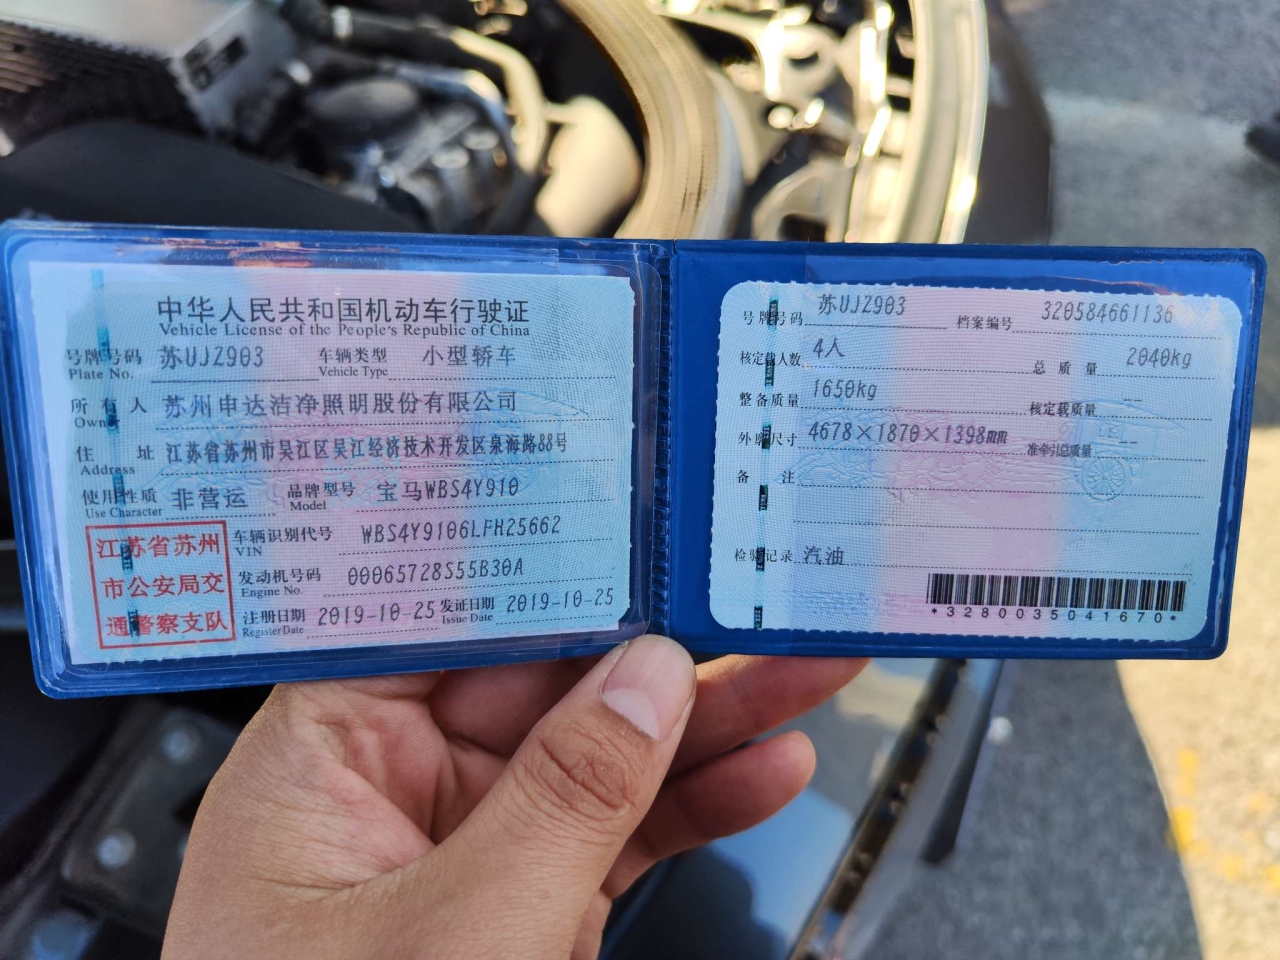 中华人民共和国机动车行驶证
Vehicle License of the People's Republic of China
号牌号码 苏UJZ903 车辆类型 小型轿车
Plate No. Vehicle Type
所有人 苏州申达洁净照明股份有限公司
Owner
住址 江苏省苏州市吴江区吴江经济技术开发区泉海路88号
Address
使用性质 非营运 品牌型号 宝马WBS4Y910
Use Character Model
江苏省苏州
市公安局交
通警察支队
车辆识别代号 WBS4Y9106LFH25662
VIN
发动机号码 00065728S55B30A
Engine No.
注册日期 2019-10-25 发证日期 2019-10-25
Register Date Issue Date
号牌号码 苏UJZ903 档案编号 320584661136
核定载人数 4人 总质量 2040kg
整备质量 1650kg 核定载质量 --
外廓尺寸 4678×1870×1398mm 准牵引总质量 --
备注
检验记录 汽油
*3280035041670*